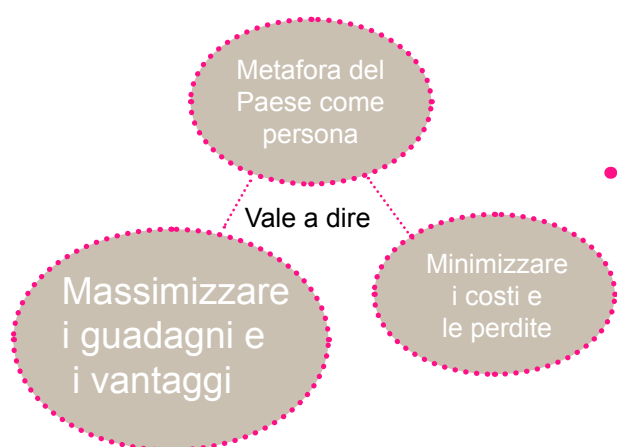 Metafora del
Paese come
persona
Vale a dire
Massimizzare
i guadagni e
i vantaggi
Minimizzare
i costi e
le perdite